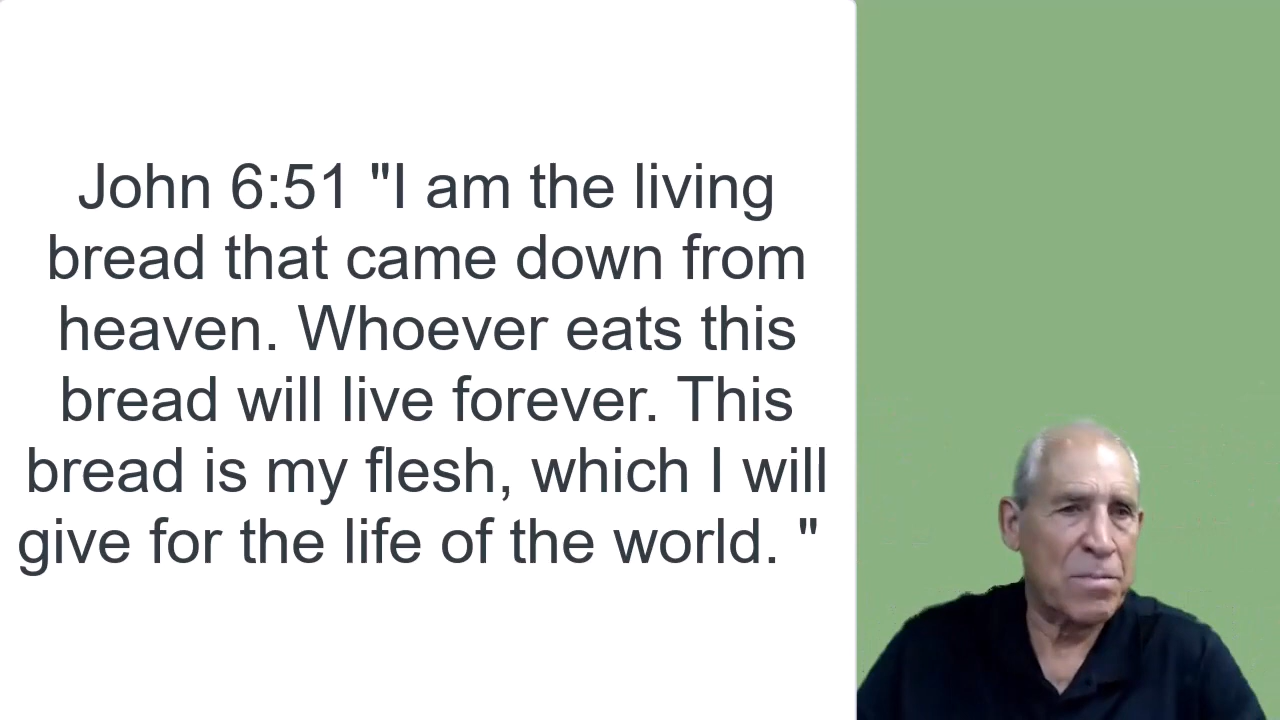 John 6:51 "I am the living
bread that came down from
heaven. Whoever eats this
bread will live forever. This
bread is my flesh, which I will
give for the life of the world. "